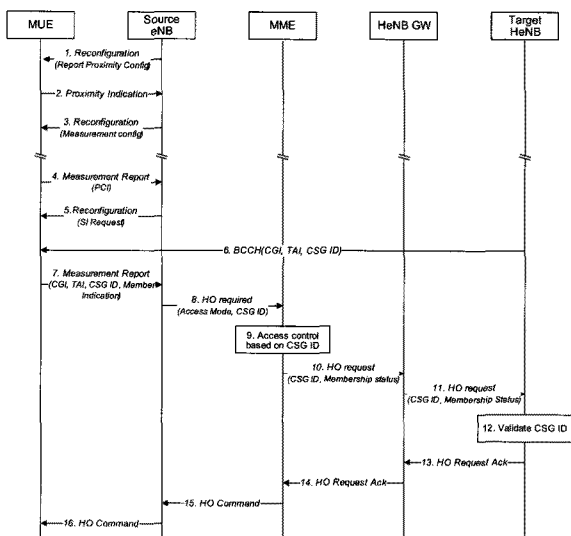 MUE
Source
eNB
MME
HeNB GW
Target
HeNB
1. Reconfiguration
(Report Proximity Config)
2. Proximity Indication
3. Reconfiguration
(Measurement config)
4. Measurement Report
(PCI)
5. Reconfiguration
(SI Request)
6. BCCH(CGI, TAI, CSG ID)
7. Measurement Report
(CGI, TAI, CSG ID, Member
Indication)
8. HO required
(Access Mode, CSG ID)
9. Access control
based on CSG ID
10. HO request
(CSG ID, Membership status)
11. HO request
(CSG ID, Membership Status)
12. Validate CSG ID
13. HO Request Ack
14. HO Request Ack
15. HO Command
16. HO Command